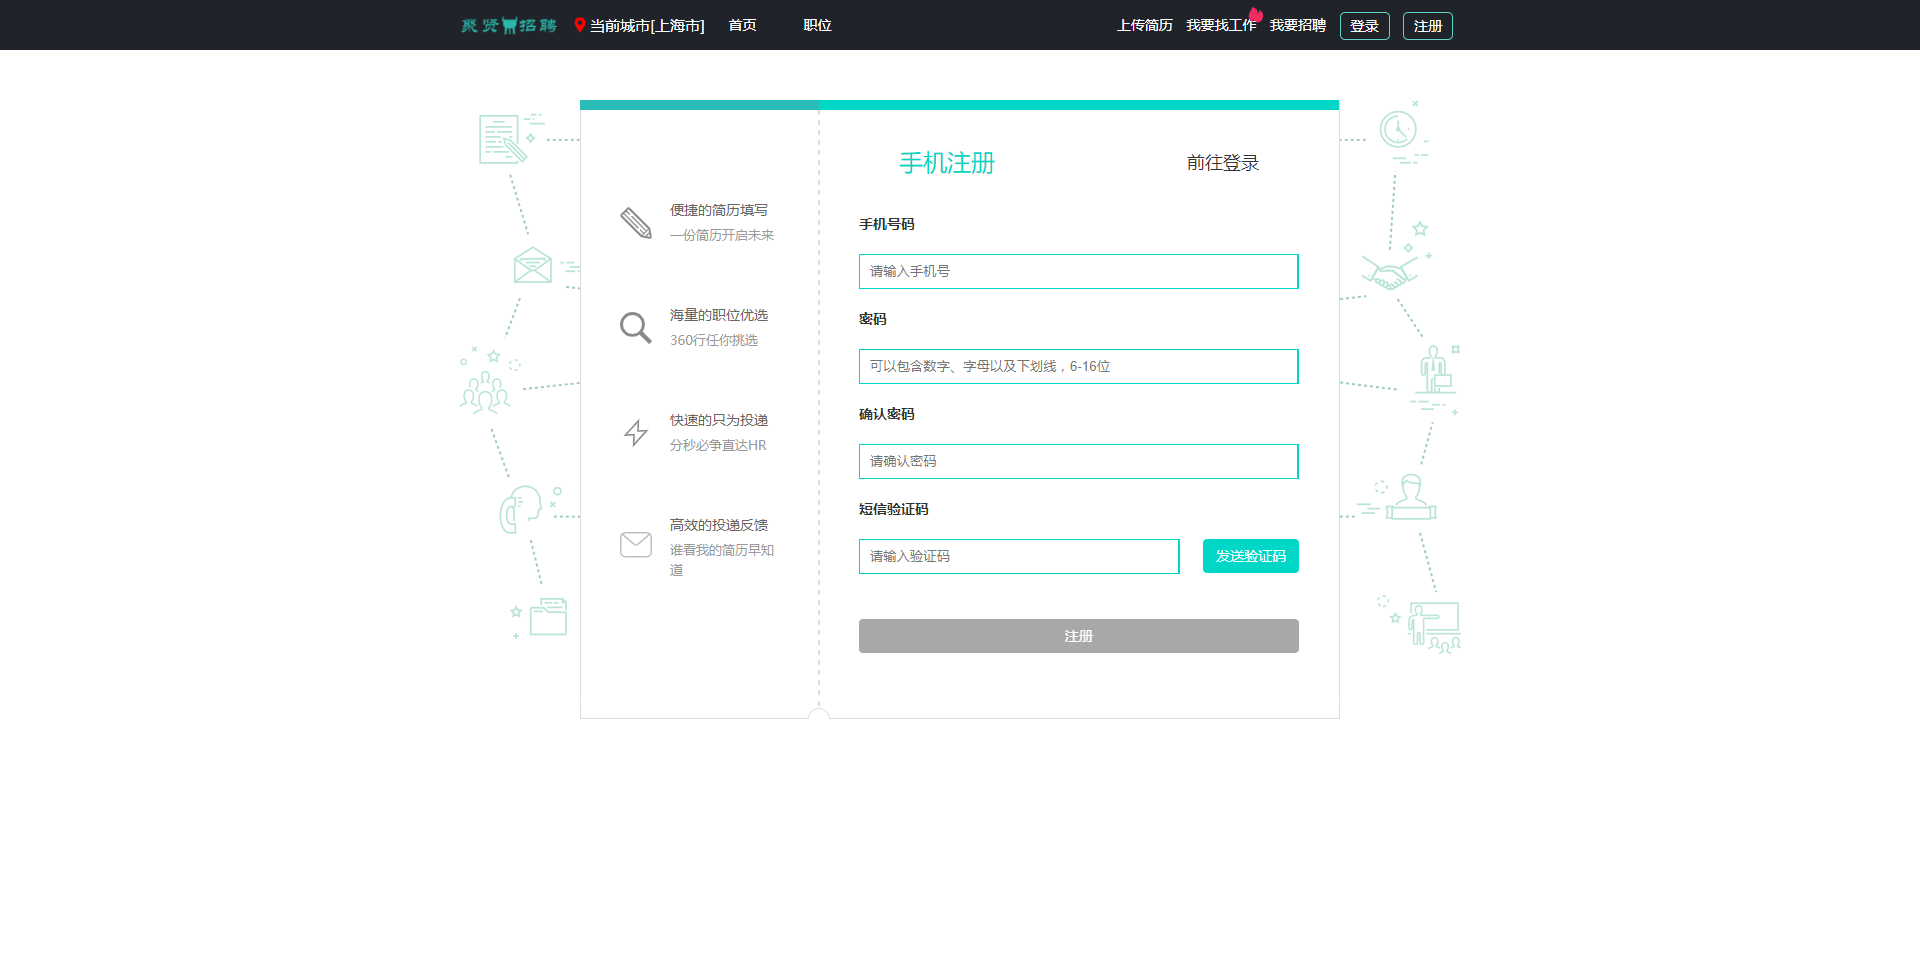 聚贤招聘 当前城市[上海市] 首页 职位 上传简历 我要找工作 我要招聘 登录 注册
手机注册 前往登录
便捷的简历填写
一份简历开启未来
海量的职位优选
360行任你挑选
快速的只为投递
分秒必争直达HR
高效的投递反馈
谁看我的简历早知
道
手机号码
请输入手机号
密码
可以包含数字、字母以及下划线，6-16位
确认密码
请确认密码
短信验证码
请输入验证码 发送验证码
注册